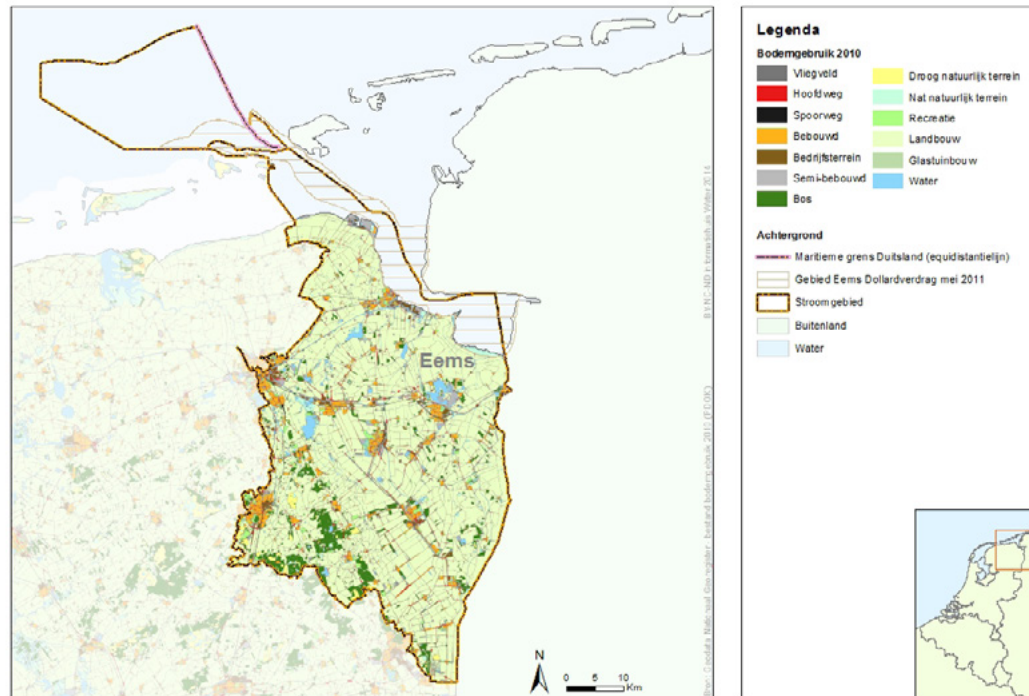 Eems
N
0 5 10
Km
Legenda
Bodemgebruik 2010
Vliegveld
Hoofdweg
Spoorweg
Bebouwd
Bedrijfsterrein
Semi-bebouwd
Bos
Droog natuurlijk terrein
Nat natuurlijk terrein
Recreatie
Landbouw
Glastuinbouw
Water
Achtergrond
Maritieme grens Duitsland (equidistantielijn)
Gebied Eems Dollardverdrag mei 2011
Stroomgebied
Buitenland
Water